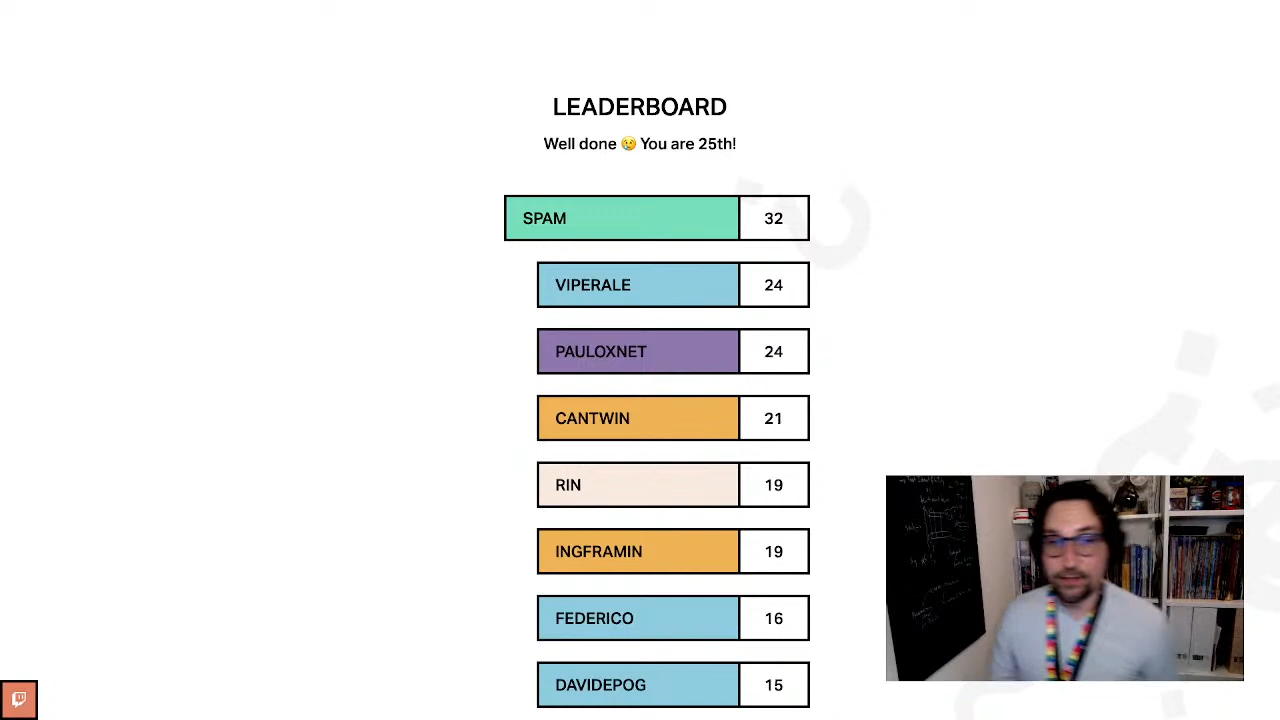 LEADERBOARD
Well done 😢 You are 25th!
SPAM 32
VIPERALE 24
PAULOXNET 24
CANTWIN 21
RIN 19
INGFRAMIN 19
FEDERICO 16
DAVIDEPOG 15